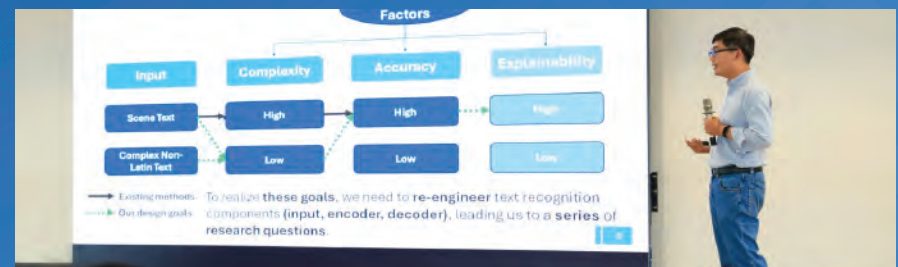 Factors
Input Complexity Accuracy Explainability
Scene Text High High High
Complex Non-
Latin Text Low Low Low
Existing methods To realize these goals, we need to re-engineer text recognition
Our design goals components (input, encoder, decoder), leading us to a series of
research questions.